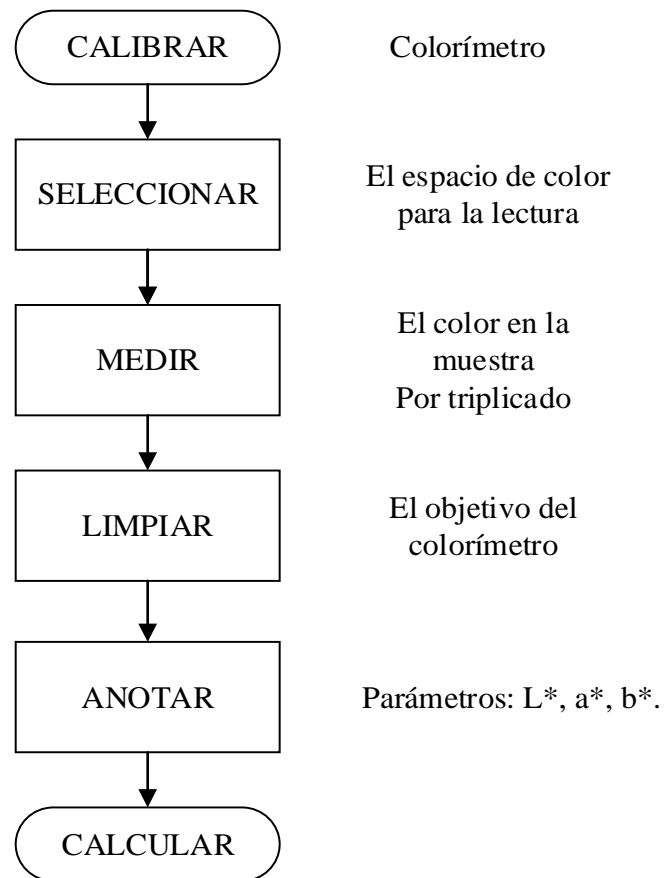 CALIBRAR
Colorímetro
SELECCIONAR
El espacio de color
para la lectura
MEDIR
El color en la
muestra
Por triplicado
LIMPIAR
El objetivo del
colorímetro
ANOTAR
Parámetros: L*, a*, b*.
CALCULAR